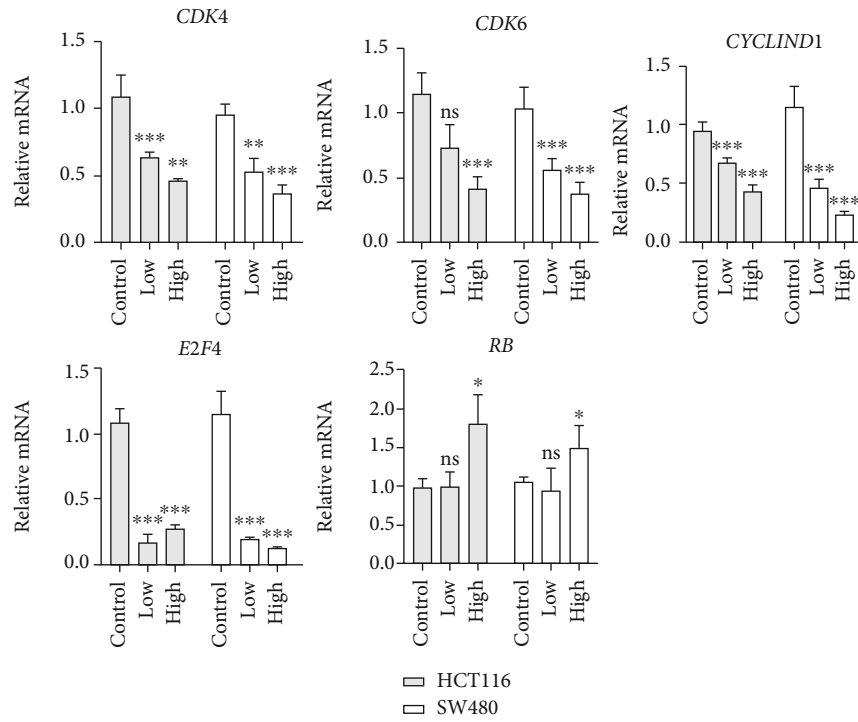 CDK4
Relative mRNA
1.5
1.0
0.5
0.0
*** ** ** ***
Control Low High Control Low High
CDK6
Relative mRNA
1.5
1.0
0.5
0.0
ns *** *** ***
Control Low High Control Low High
CYCLIND1
Relative mRNA
1.5
1.0
0.5
0.0
*** *** *** ***
Control Low High Control Low High
E2F4
Relative mRNA
1.5
1.0
0.5
0.0
*** *** *** ***
Control Low High Control Low High
RB
Relative mRNA
2.5
2.0
1.5
1.0
0.5
0.0
ns * ns *
Control Low High Control Low High
HCT116
SW480